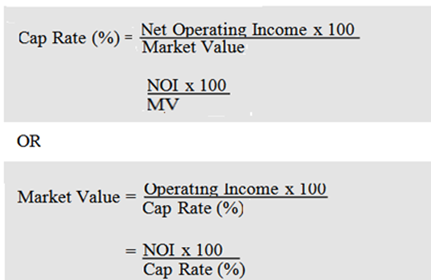 Cap Rate (%) = Net Operating Income x 100
Market Value
NOI x 100
MV
OR
Market Value = Operating Income x 100
Cap Rate (%)
= NOI x 100
Cap Rate (%)